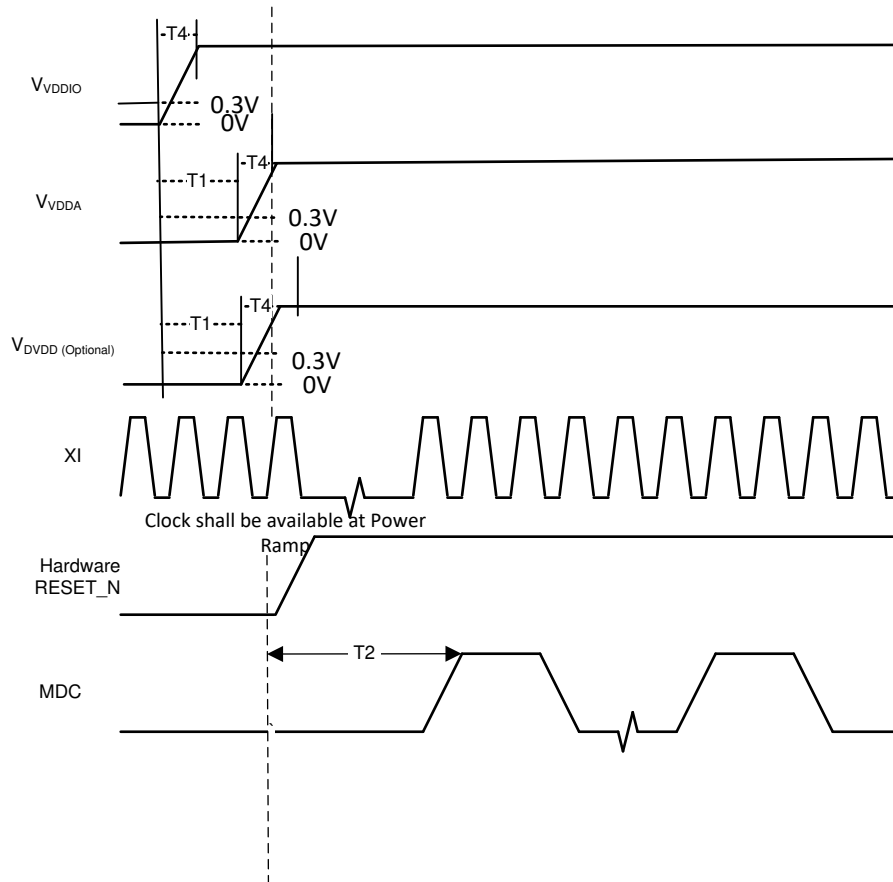 T4
VVDDIO
0.3V
0V
T4
T1
VVDDA
0.3V
0V
T4
T1
VDVDD (Optional)
0.3V
0V
XI
Clock shall be available at Power
Ramp
Hardware
RESET_N
T2
MDC